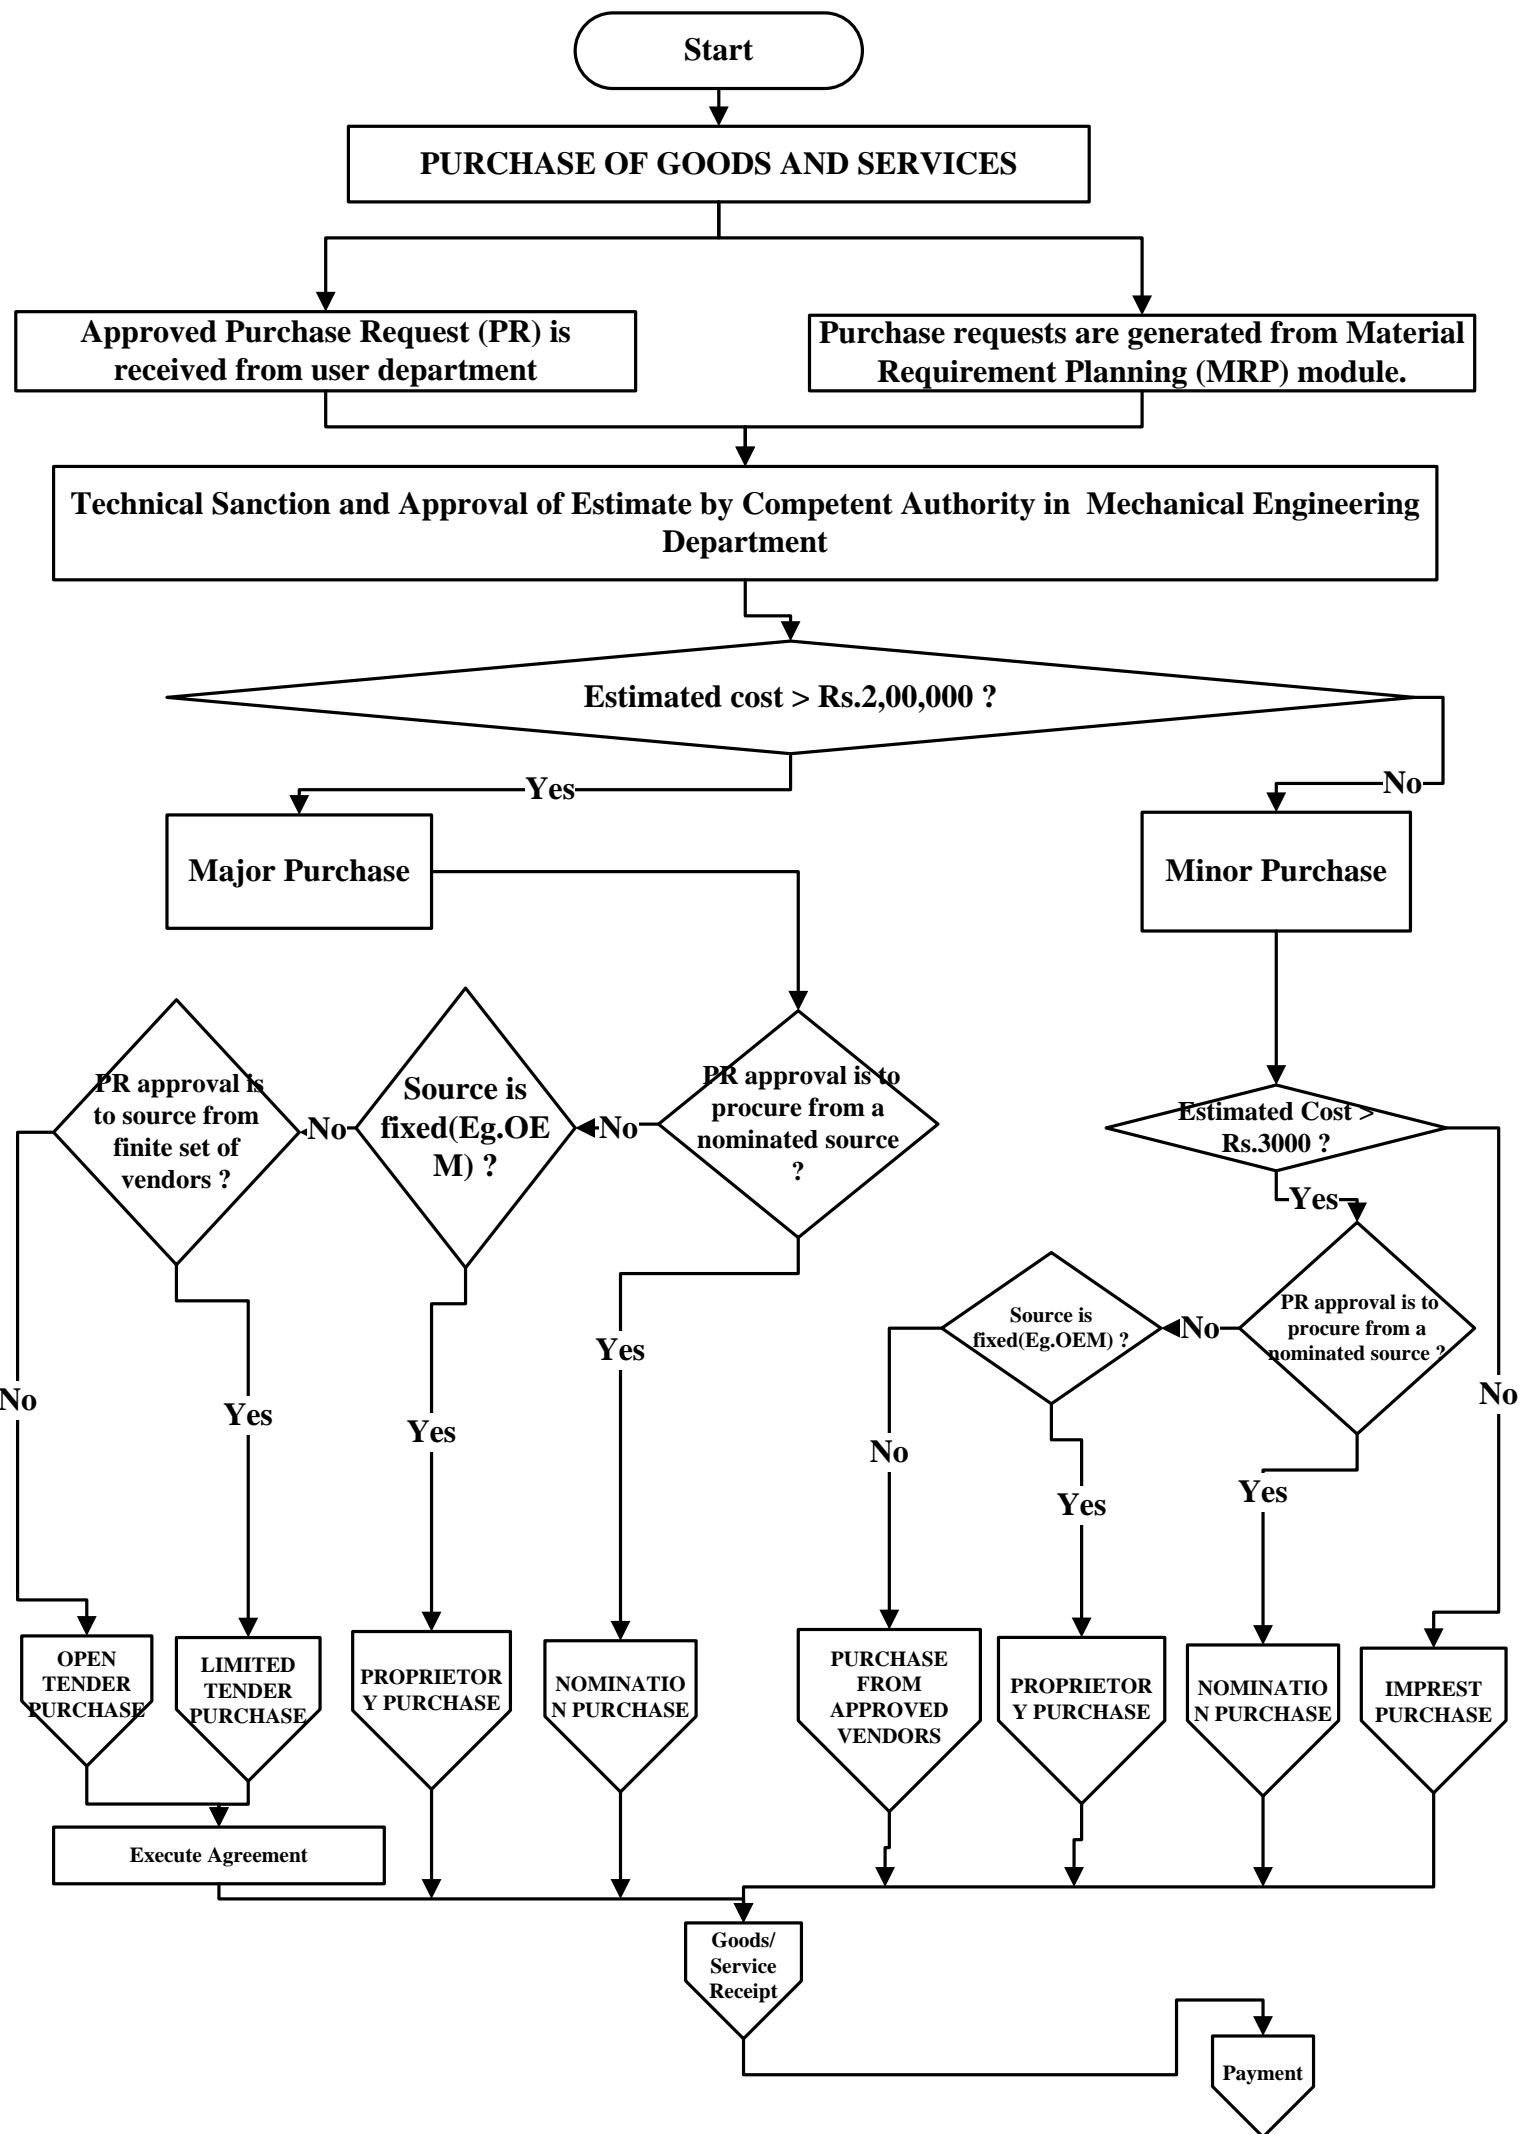 Start
PURCHASE OF GOODS AND SERVICES
Approved Purchase Request (PR) is
received from user department
Purchase requests are generated from Material
Requirement Planning (MRP) module.
Technical Sanction and Approval of Estimate by Competent Authority in Mechanical Engineering
Department
Estimated cost > Rs.2,00,000 ?
Yes
No
Major Purchase
Minor Purchase
PR approval is
to source from
finite set of
vendors ?
No
Source is
fixed(Eg.OE
M) ?
No
PR approval is to
procure from a
nominated source
?
Estimated Cost >
Rs.3000 ?
Yes
Source is
fixed(Eg.OEM) ?
No
PR approval is to
procure from a
nominated source ?
No
Yes
Yes
Yes
No
Yes
Yes
No
OPEN
TENDER
PURCHASE
LIMITED
TENDER
PURCHASE
PROPRIETOR
Y PURCHASE
NOMINATIO
N PURCHASE
PURCHASE
FROM
APPROVED
VENDORS
PROPRIETOR
Y PURCHASE
NOMINATIO
N PURCHASE
IMPREST
PURCHASE
Execute Agreement
Goods/
Service
Receipt
Payment